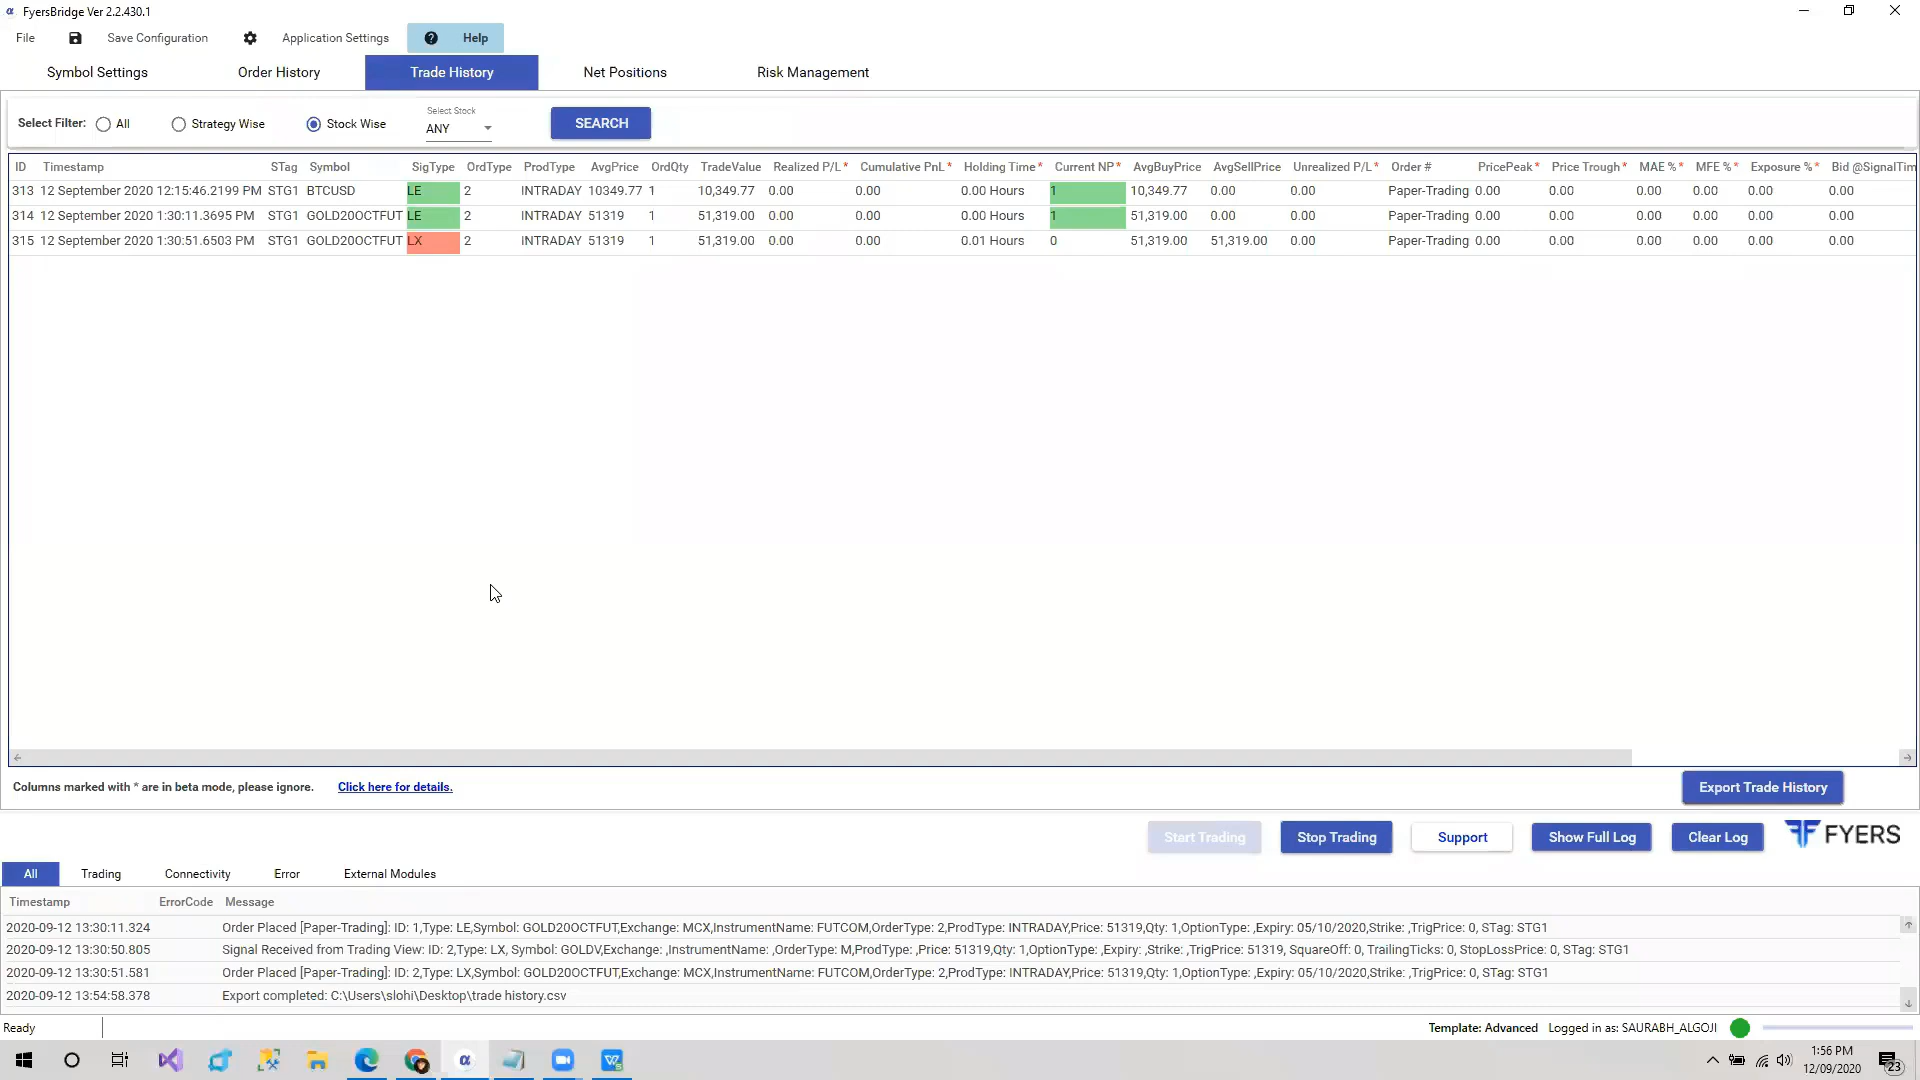 FyersBridge Ver 2.2.430.1
File Save Configuration Application Settings Help
Symbol Settings Order History Trade History Net Positions Risk Management
Select Filter: All Strategy Wise Stock Wise Select Stock ANY SEARCH
ID Timestamp STag Symbol SigType OrdType ProdType AvgPrice OrdQty TradeValue Realized P/L* Cumulative PnL* Holding Time* Current NP* AvgBuyPrice AvgSellPrice Unrealized P/L* Order # PricePeak* Price Trough* MAE %* MFE %* Exposure %* Bid @SignalTim
313 12 September 2020 12:15:46.2199 PM STG1 BTCUSD LE 2 INTRADAY 10349.77 1 10,349.77 0.00 0.00 0.00 Hours 1 10,349.77 0.00 0.00 Paper-Trading 0.00 0.00 0.00 0.00 0.00 0.00
314 12 September 2020 1:30:11.3695 PM STG1 GOLD20OCTFUT LE 2 INTRADAY 51319 1 51,319.00 0.00 0.00 0.00 Hours 1 51,319.00 0.00 0.00 Paper-Trading 0.00 0.00 0.00 0.00 0.00 0.00
315 12 September 2020 1:30:51.6503 PM STG1 GOLD20OCTFUT LX 2 INTRADAY 51319 1 51,319.00 0.00 0.00 0.01 Hours 0 51,319.00 51,319.00 0.00 Paper-Trading 0.00 0.00 0.00 0.00 0.00 0.00
Columns marked with * are in beta mode, please ignore. Click here for details. Export Trade History
Start Trading Stop Trading Support Show Full Log Clear Log FYERS
All Trading Connectivity Error External Modules
Timestamp ErrorCode Message
2020-09-12 13:30:11.324 Order Placed [Paper-Trading]: ID: 1,Type: LE,Symbol: GOLD20OCTFUT,Exchange: MCX,InstrumentName: FUTCOM,OrderType: 2,ProdType: INTRADAY,Price: 51319,Qty: 1,OptionType: ,Expiry: 05/10/2020,Strike: ,TrigPrice: 0, STag: STG1
2020-09-12 13:30:50.805 Signal Received from Trading View: ID: 2,Type: LX, Symbol: GOLDV,Exchange: ,InstrumentName: ,OrderType: M,ProdType: ,Price: 51319,Qty: 1,OptionType: ,Expiry: ,Strike: ,TrigPrice: 51319, SquareOff: 0, TrailingTicks: 0, StopLossPrice: 0, STag: STG1
2020-09-12 13:30:51.581 Order Placed [Paper-Trading]: ID: 2,Type: LX,Symbol: GOLD20OCTFUT,Exchange: MCX,InstrumentName: FUTCOM,OrderType: 2,ProdType: INTRADAY,Price: 51319,Qty: 1,OptionType: ,Expiry: 05/10/2020,Strike: ,TrigPrice: 0, STag: STG1
2020-09-12 13:54:58.378 Export completed: C:\Users\slohi\Desktop\trade history.csv
Ready Template: Advanced Logged in as: SAURABH_ALGOJI
1:56 PM
12/09/2020 23